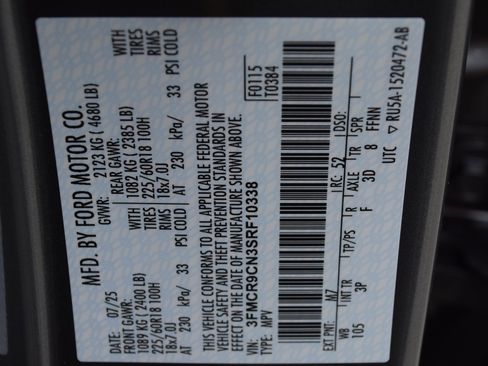 MFD. BY FORD MOTOR CO.
DATE: 07/25 GVWR: 2123 KG ( 4680 LB)
FRONT GAWR: REAR GAWR: WITH
1089 KG ( 2400 LB) 1082 KG ( 2385 LB) TIRES
225/60R18 100H 225/60R18 100H RIMS
18x7.0J 18x7.0J
AT 230 kPa/ 33 PSI COLD AT 230 kPa/ 33 PSI COLD
THIS VEHICLE CONFORMS TO ALL APPLICABLE FEDERAL MOTOR
VEHICLE SAFETY AND THEFT PREVENTION STANDARDS
IN EFFECT ON THE DATE OF MANUFACTURE SHOWN ABOVE.
VIN: 3FMCR9CN3SRF10338 F0115
TYPE: MPV T0384
EXT PNT: M7 RC: 52 DSO:
WB INT TR TP/PS R AXLE TR SPR
105 3P F 3D 8 FFNN
UTC RU5A-1520472-AB